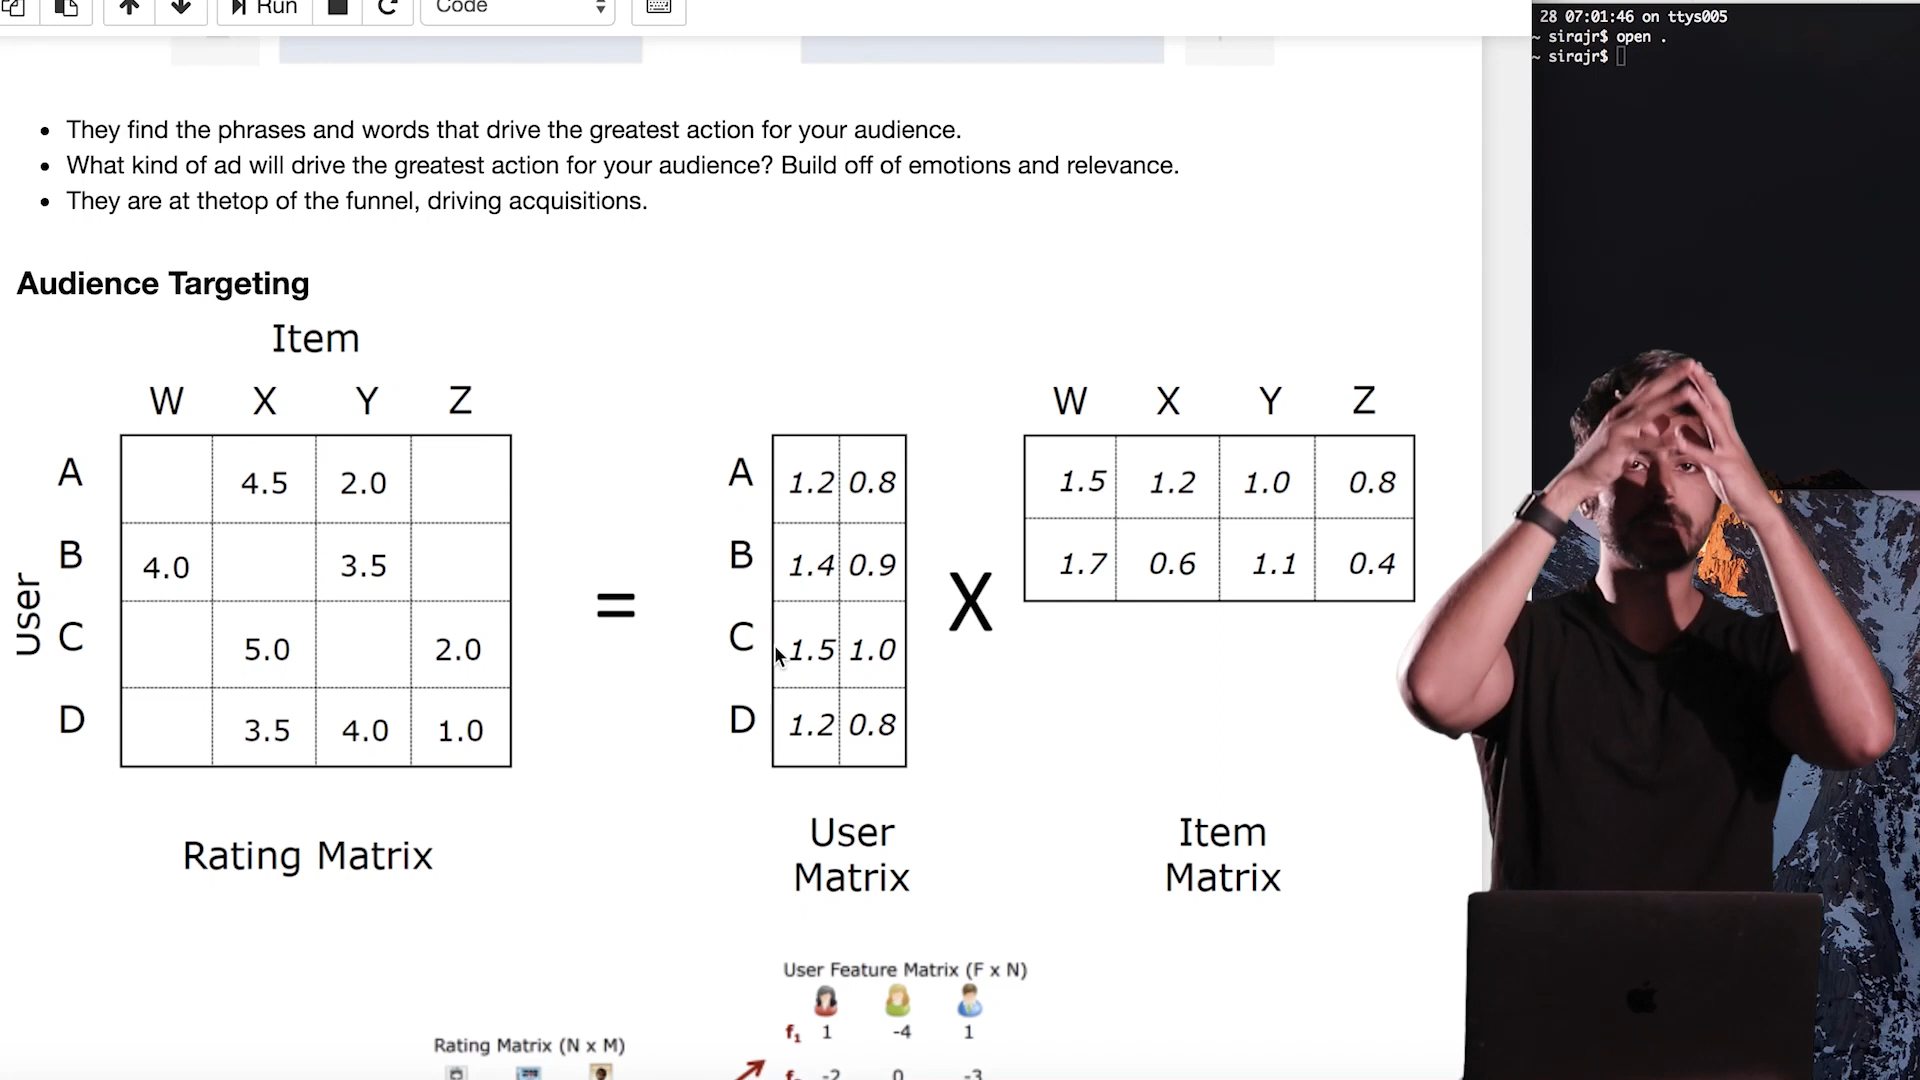 Run
Code
28 07:01:46 on ttys005
~ sirajr$ open .
~ sirajr$
• They find the phrases and words that drive the greatest action for your audience.
• What kind of ad will drive the greatest action for your audience? Build off of emotions and relevance.
• They are at thetop of the funnel, driving acquisitions.
Audience Targeting
Item
W X Y Z
User
A 4.5 2.0
B 4.0 3.5
C 5.0 2.0
D 3.5 4.0 1.0
Rating Matrix
=
A 1.2 0.8
B 1.4 0.9
C 1.5 1.0
D 1.2 0.8
User
Matrix
X
W X Y Z
1.5 1.2 1.0 0.8
1.7 0.6 1.1 0.4
Item
Matrix
User Feature Matrix (F x N)
f1 1 -4 1
-2 0 -3
Rating Matrix (N x M)